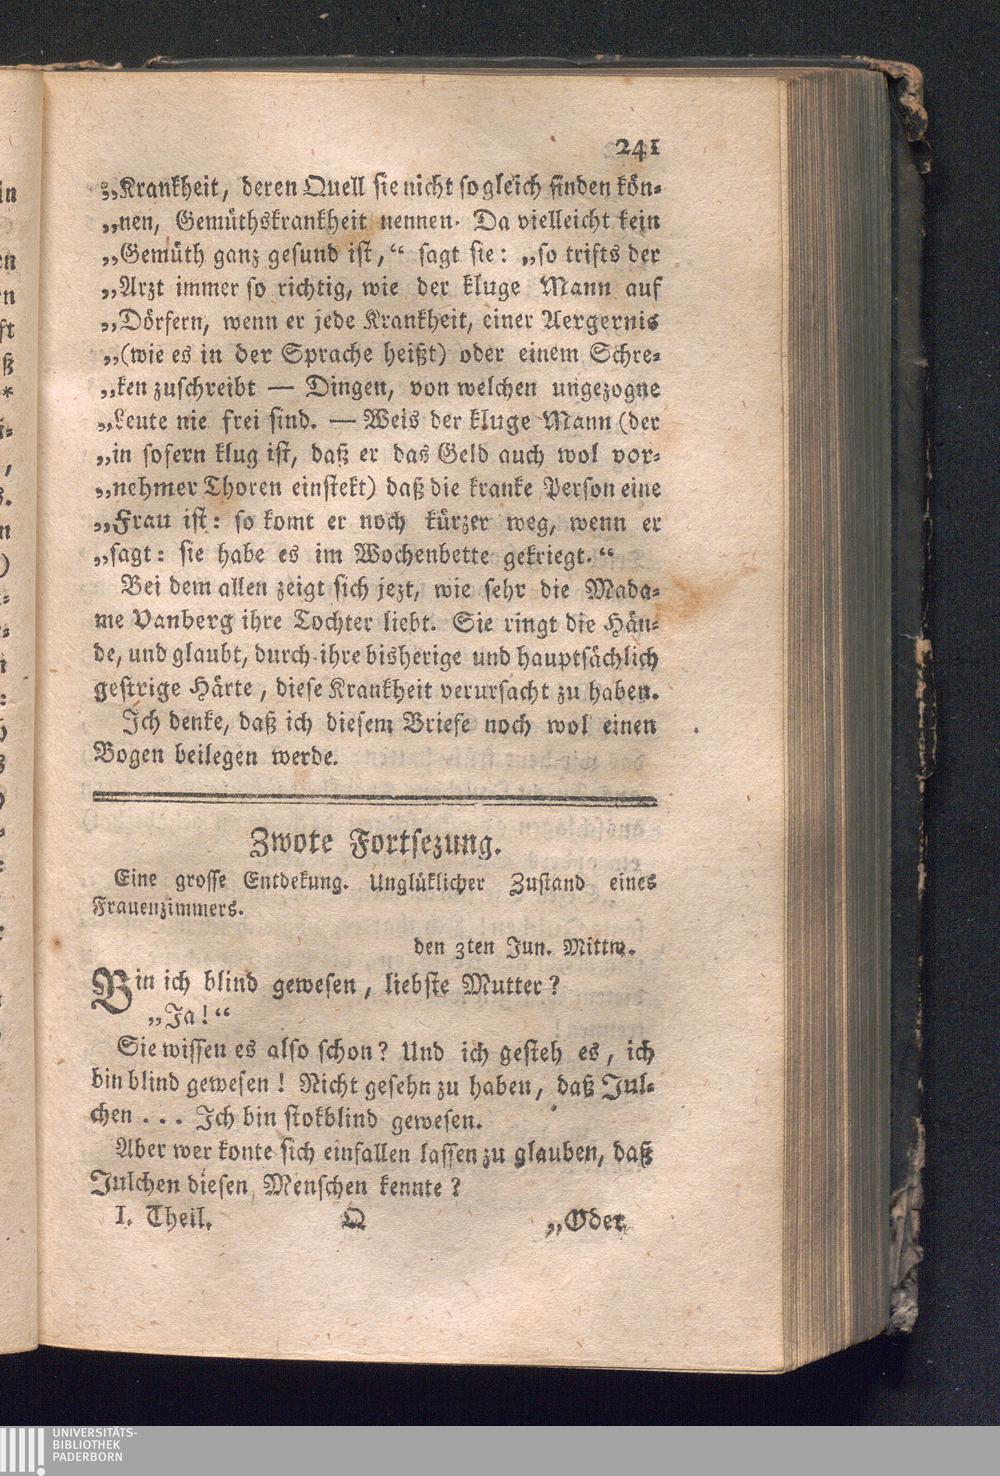 241
„Krankheit, deren Quell sie nicht sogleich finden kön-
„nen, Gemüthskrankheit nennen. Da vielleicht kein
„Gemüth ganz gesund ist,“ sagt sie: „so trifts der
„Arzt immer so richtig, wie der kluge Mann auf
„Dörfern, wenn er jede Krankheit, einer Aergernis
„(wie es in der Sprache heißt) oder einem Schre-
„ken zuschreibt — Dingen, von welchen ungezogne
„Leute nie frei sind. — Weis der kluge Mann (der
„in sofern klug ist, daß er das Geld auch wol vor-
„nehmer Thoren einstekt) daß die kranke Person eine
„Frau ist: so komt er noch kürzer weg, wenn er
„sagt: sie habe es im Wochenbette gekriegt.“
Bei dem allen zeigt sich jezt, wie sehr die Mada-
me Vanberg ihre Tochter liebt. Sie ringt die Hän-
de, und glaubt, durch ihre bisherige und hauptsächlich
gestrige Härte, diese Krankheit verursacht zu haben.
Ich denke, daß ich diesem Briefe noch wol einen
Bogen beilegen werde.
Zwote Fortsezung.
Eine grosse Entdekung. Unglüklicher Zustand eines
Frauenzimmers.
den 3ten Jun. Mittw.
Bin ich blind gewesen, liebste Mutter?
„Ja!“
Sie wissen es also schon? Und ich gesteh es, ich
bin blind gewesen! Nicht gesehn zu haben, daß Jul-
chen... Ich bin stokblind gewesen.
Aber wer konte sich einfallen lassen zu glauben, daß
Julchen diesen Menschen kennte?
I. Theil. Q „Oder
UNIVERSITÄTS-
BIBLIOTHEK
PADERBORN